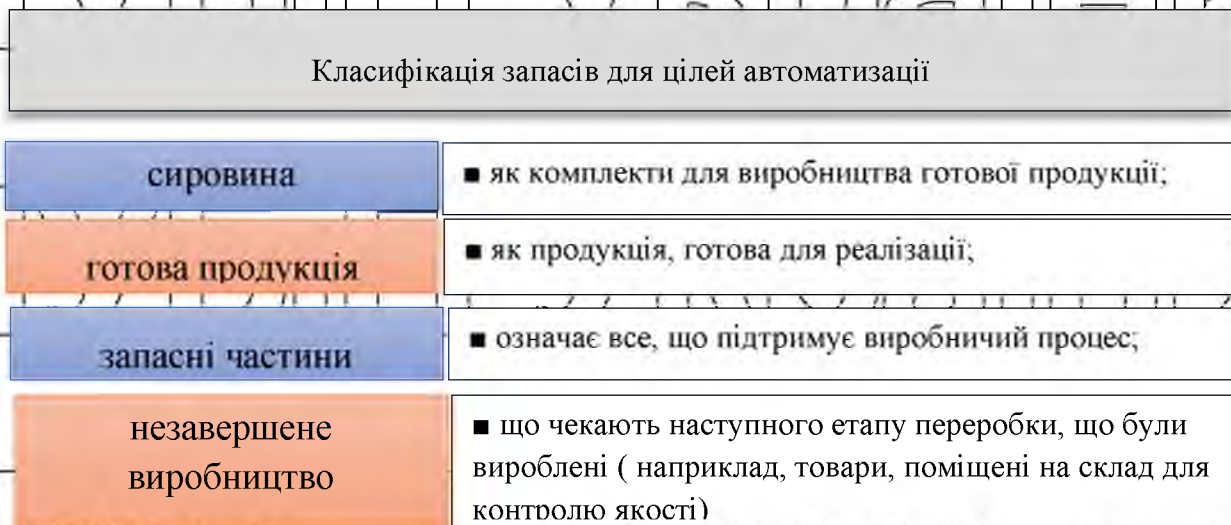 Класифікація запасів для цілей автоматизації
сировина
■ як комплекти для виробництва готової продукції;
готова продукція
■ як продукція, готова для реалізації;
запасні частини
■ означає все, що підтримує виробничий процес;
незавершене
виробництво
■ що чекають наступного етапу переробки, що були
вироблені ( наприклад, товари, поміщені на склад для
контролю якості)